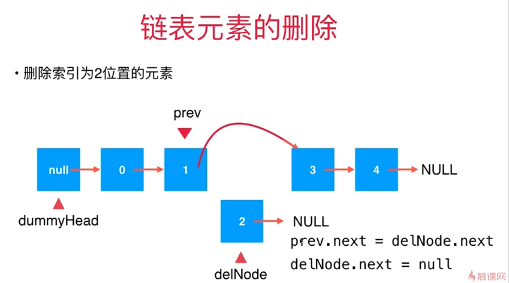 链表元素的删除
• 删除索引为2位置的元素
prev
null 0 1 3 4 NULL
dummyHead
2 NULL
prev.next = delNode.next
delNode.next = null
delNode
慕课网